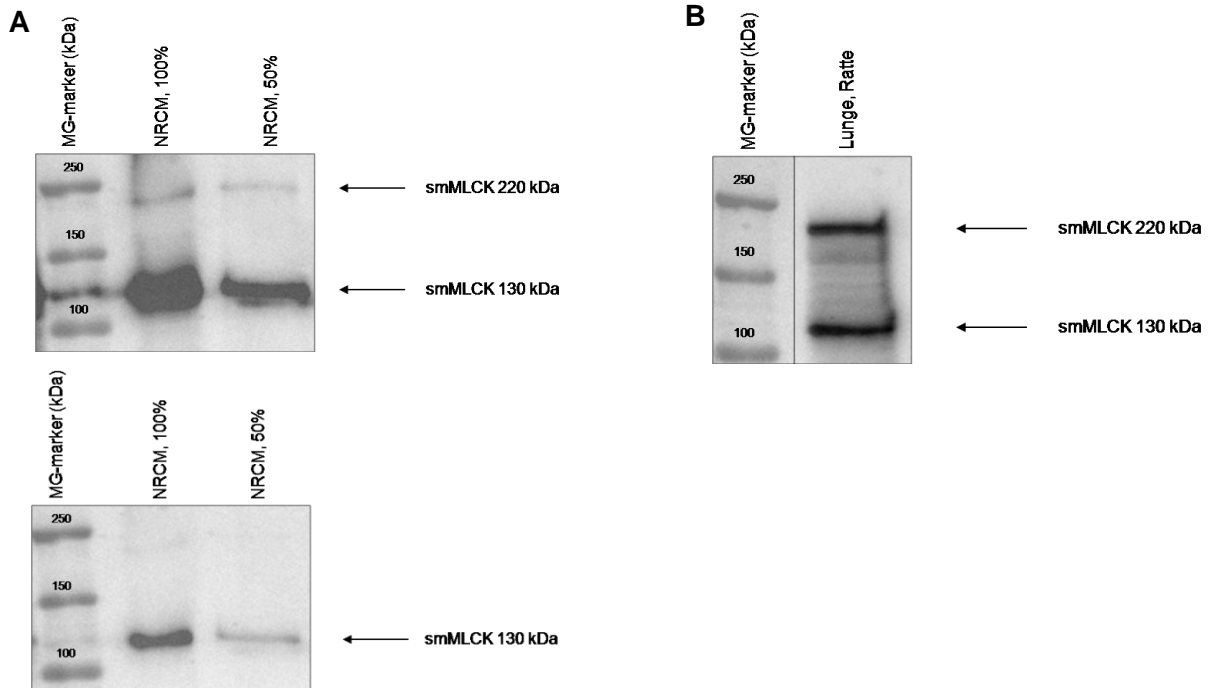 A
MG-marker (kDa)
NRCM, 100%
NRCM, 50%
250
150
100
smMLCK 220 kDa
smMLCK 130 kDa
MG-marker (kDa)
NRCM, 100%
NRCM, 50%
250
150
100
smMLCK 130 kDa
B
MG-marker (kDa)
Lunge, Ratte
250
150
100
smMLCK 220 kDa
smMLCK 130 kDa